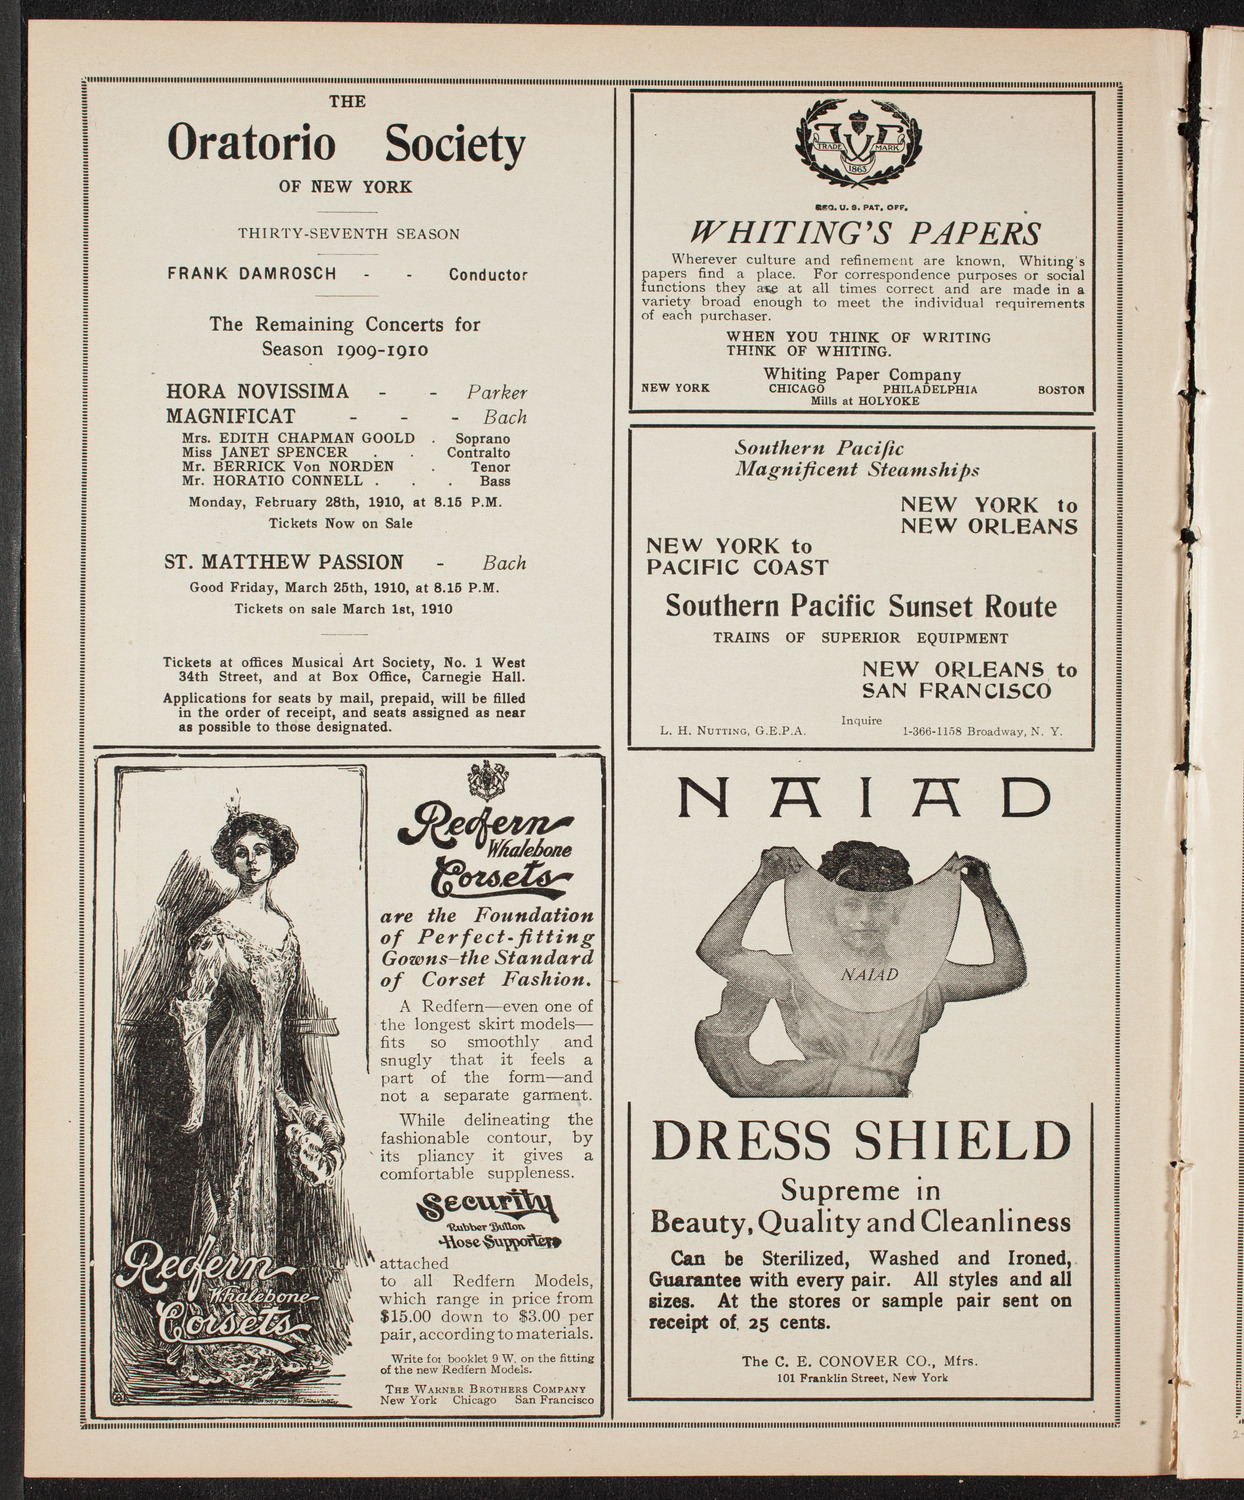 THE
Oratorio Society
OF NEW YORK
THIRTY-SEVENTH SEASON
FRANK DAMROSCH - - Conductor
The Remaining Concerts for
Season 1909-1910
HORA NOVISSIMA - - Parker
MAGNIFICAT - - - Bach
Mrs. EDITH CHAPMAN GOOLD . Soprano
Miss JANET SPENCER . . Contralto
Mr. BERRICK Von NORDEN . Tenor
Mr. HORATIO CONNELL . . . Bass
Monday, February 28th, 1910, at 8.15 P.M.
Tickets Now on Sale
ST. MATTHEW PASSION - Bach
Good Friday, March 25th, 1910, at 8.15 P.M.
Tickets on sale March 1st, 1910
Tickets at offices Musical Art Society, No. 1 West
34th Street, and at Box Office, Carnegie Hall.
Applications for seats by mail, prepaid, will be filled
in the order of receipt, and seats assigned as near
as possible to those designated.
Redfern
Whalebone
Corsets
are the Foundation
of Perfect-fitting
Gowns—the Standard
of Corset Fashion.
A Redfern—even one of
the longest skirt models—
fits so smoothly and
snugly that it feels a
part of the form—and
not a separate garment.
While delineating the
fashionable contour, by
its pliancy it gives a
comfortable suppleness.
Security
Rubber Button
Hose Supporters
attached
to all Redfern Models,
which range in price from
$15.00 down to $3.00 per
pair, according to materials.
Write for booklet 9 W. on the fitting
of the new Redfern Models.
THE WARNER BROTHERS COMPANY
New York Chicago San Francisco
Redfern
Whalebone
Corsets
TRADE MARK
1865
REG. U. S. PAT. OFF.
WHITING'S PAPERS
Wherever culture and refinement are known, Whiting's
papers find a place. For correspondence purposes or social
functions they are at all times correct and are made in a
variety broad enough to meet the individual requirements
of each purchaser.
WHEN YOU THINK OF WRITING
THINK OF WHITING.
Whiting Paper Company
NEW YORK CHICAGO PHILADELPHIA BOSTON
Mills at HOLYOKE
Southern Pacific
Magnificent Steamships
NEW YORK to
NEW ORLEANS
NEW YORK to
PACIFIC COAST
Southern Pacific Sunset Route
TRAINS OF SUPERIOR EQUIPMENT
NEW ORLEANS to
SAN FRANCISCO
Inquire
L. H. NUTTING, G.E.P.A. 1-366-1158 Broadway, N. Y.
NAIAD
NAIAD
DRESS SHIELD
Supreme in
Beauty, Quality and Cleanliness
Can be Sterilized, Washed and Ironed,
Guarantee with every pair. All styles and all
sizes. At the stores or sample pair sent on
receipt of 25 cents.
The C. E. CONOVER CO., Mfrs.
101 Franklin Street, New York